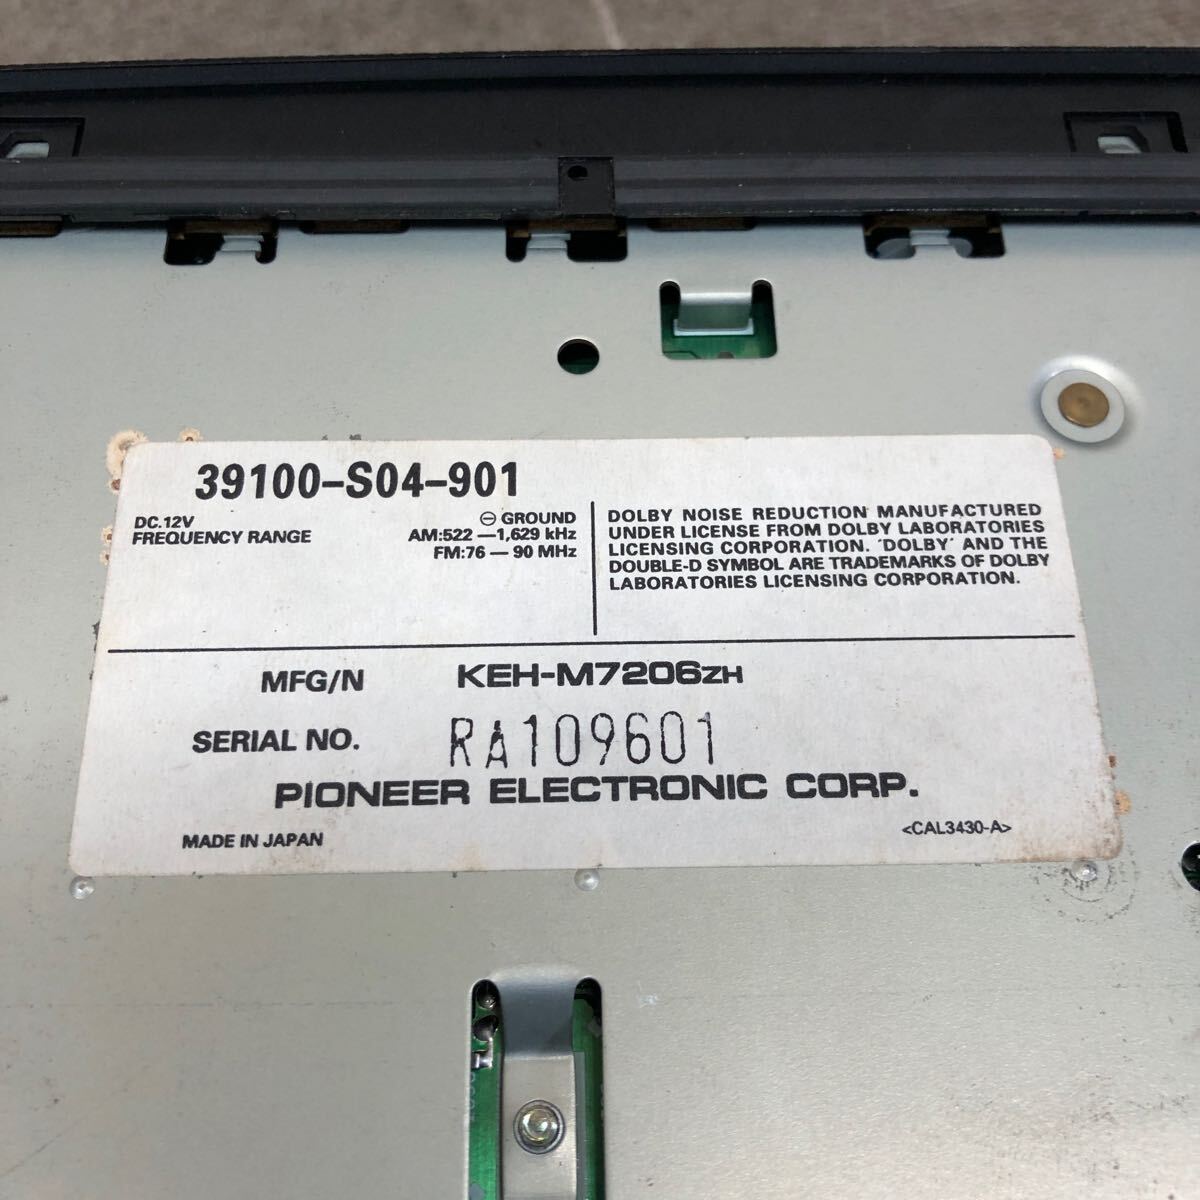 39100-S04-901
DC.12V ⊖ GROUND
FREQUENCY RANGE AM:522 — 1,629 kHz
FM:76 — 90 MHz
DOLBY NOISE REDUCTION MANUFACTURED
UNDER LICENSE FROM DOLBY LABORATORIES
LICENSING CORPORATION. "DOLBY" AND THE
DOUBLE-D SYMBOL ARE TRADEMARKS OF DOLBY
LABORATORIES LICENSING CORPORATION.
MFG/N KEH-M7206ZH
SERIAL NO. RA109601
PIONEER ELECTRONIC CORP.
MADE IN JAPAN <CAL3430-A>